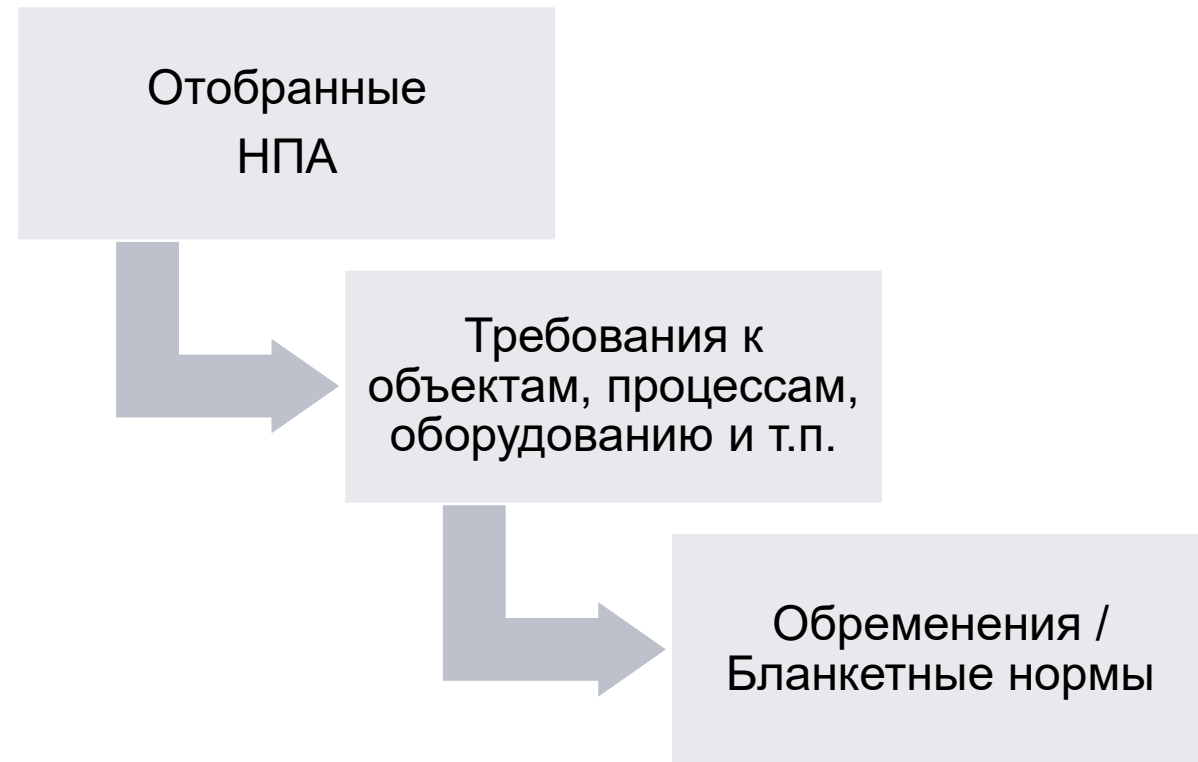 Отобранные
НПА
Требования к
объектам, процессам,
оборудованию и т.п.
Обременения /
Бланкетные нормы